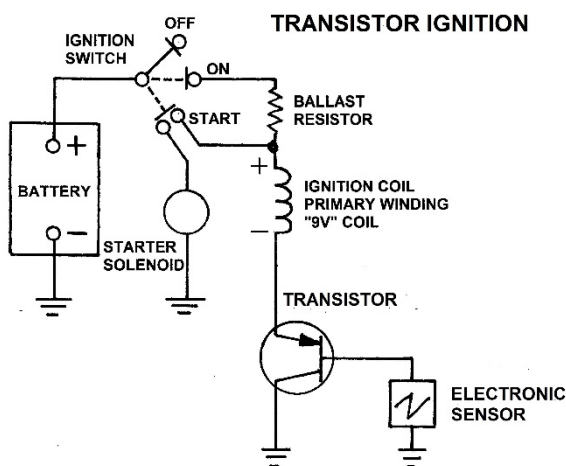 TRANSISTOR IGNITION
OFF
IGNITION
SWITCH
ON
BALLAST
RESISTOR
START
+
+
BATTERY
IGNITION COIL
PRIMARY WINDING
"9V" COIL
−
−
STARTER
SOLENOID
TRANSISTOR
ELECTRONIC
SENSOR